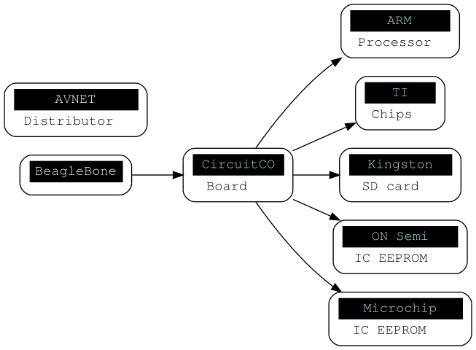 ARM
Processor
AVNET
Distributor
TI
Chips
BeagleBone
CircuitCO
Board
Kingston
SD card
ON Semi
IC EEPROM
Microchip
IC EEPROM